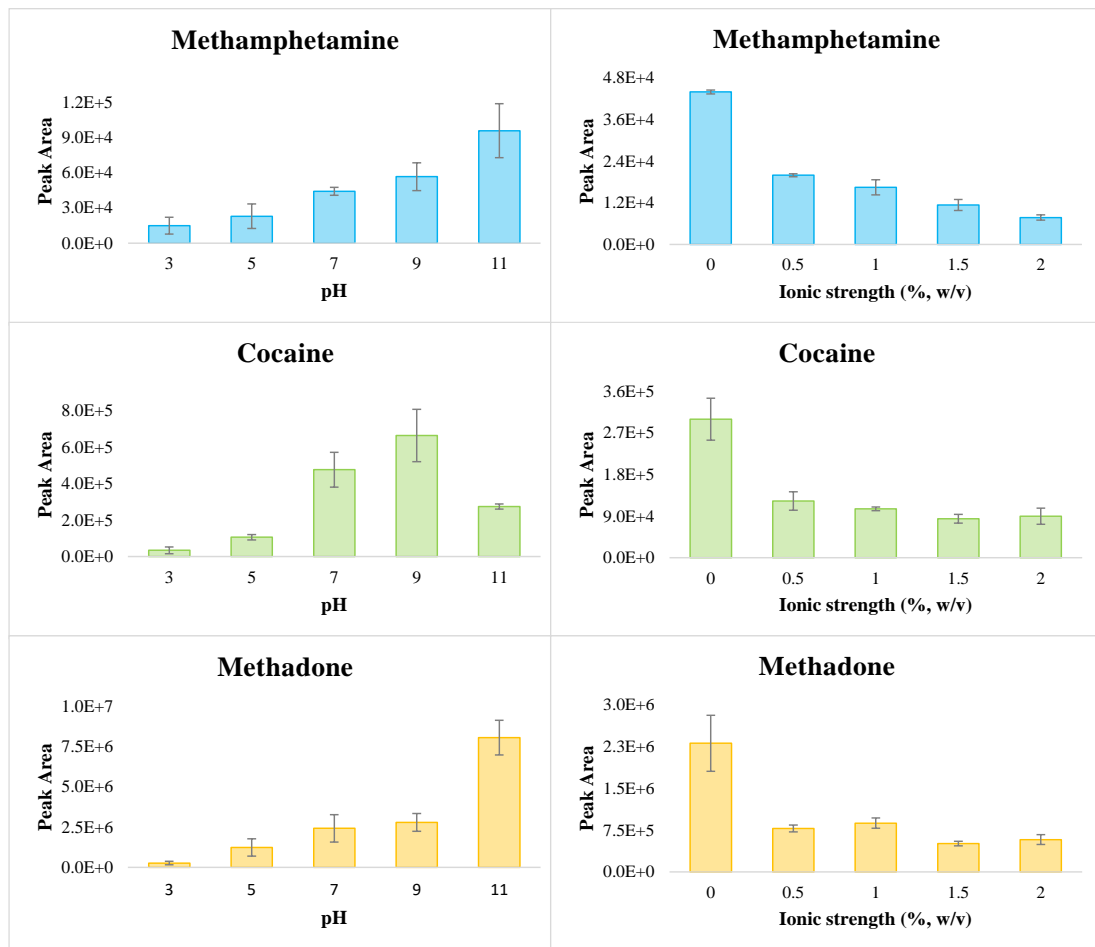 Methamphetamine
Peak Area
1.2E+5
9.0E+4
6.0E+4
3.0E+4
0.0E+0
3 5 7 9 11
pH
Methamphetamine
Peak Area
4.8E+4
3.6E+4
2.4E+4
1.2E+4
0.0E+0
0 0.5 1 1.5 2
Ionic strength (%, w/v)
Cocaine
Peak Area
8.0E+5
6.0E+5
4.0E+5
2.0E+5
0.0E+0
3 5 7 9 11
pH
Cocaine
Peak Area
3.6E+5
2.7E+5
1.8E+5
9.0E+4
0.0E+0
0 0.5 1 1.5 2
Ionic strength (%, w/v)
Methadone
Peak Area
1.0E+7
7.5E+6
5.0E+6
2.5E+6
0.0E+0
3 5 7 9 11
pH
Methadone
Peak Area
3.0E+6
2.3E+6
1.5E+6
7.5E+5
0.0E+0
0 0.5 1 1.5 2
Ionic strength (%, w/v)